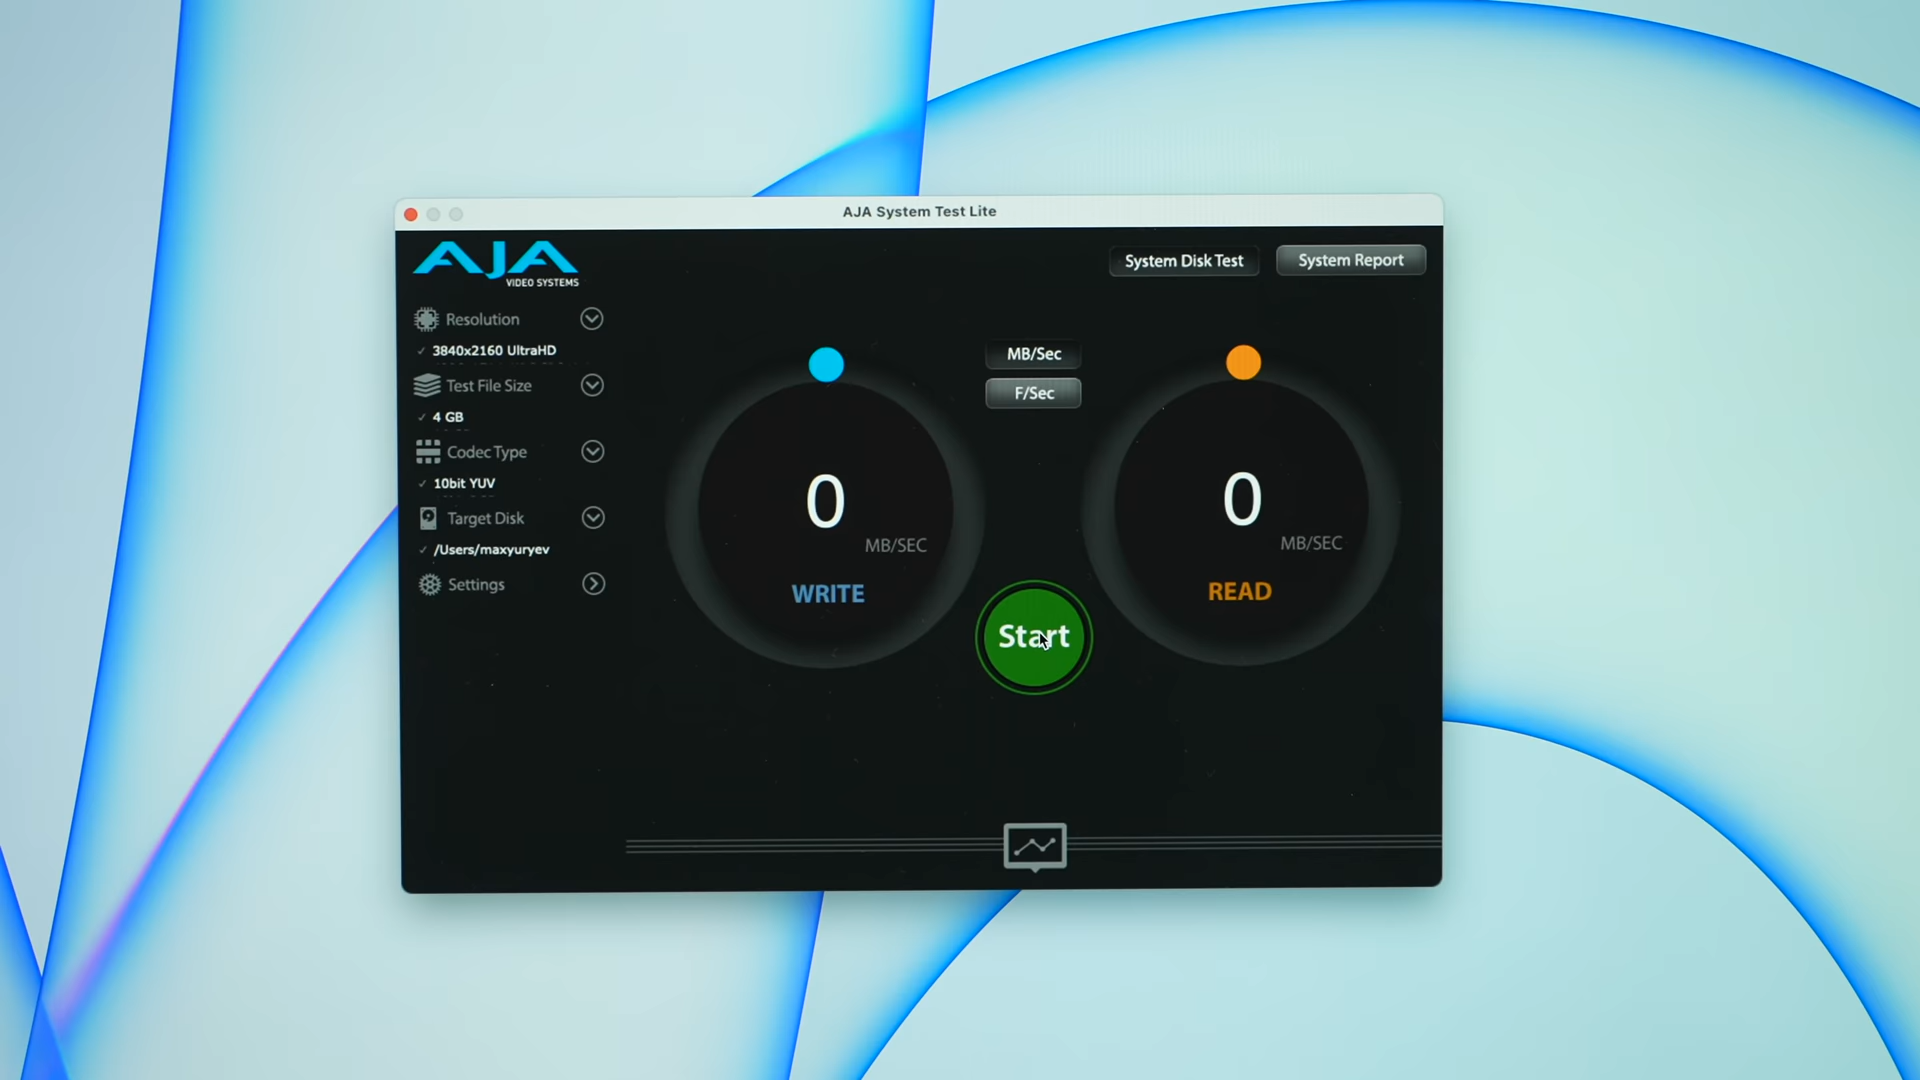 AJA System Test Lite
AJA
VIDEO SYSTEMS
System Disk Test
System Report
Resolution
3840x2160 UltraHD
Test File Size
4 GB
Codec Type
10bit YUV
Target Disk
/Users/maxyuryev
Settings
MB/Sec
F/Sec
0
MB/SEC
WRITE
0
MB/SEC
READ
Start